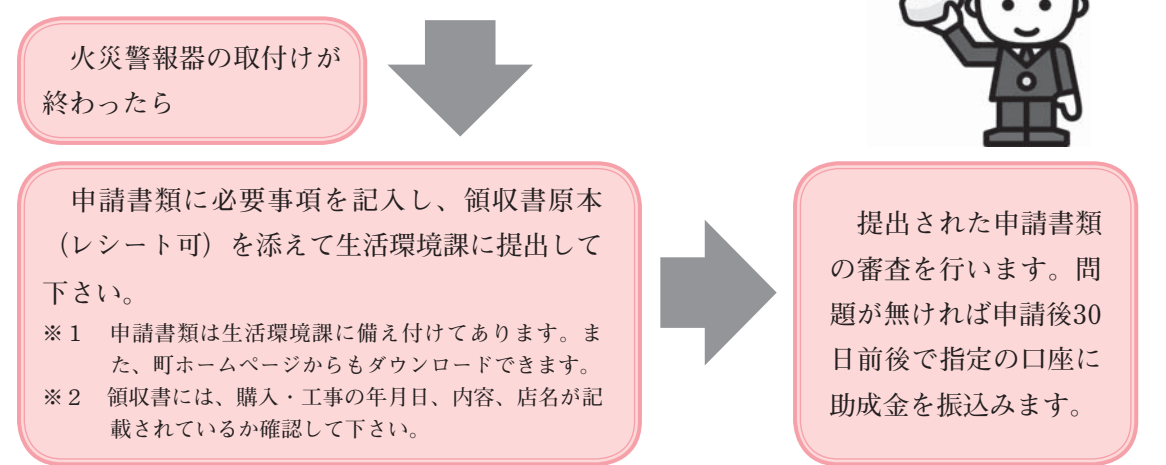 火災警報器の取付けが
終わったら
申請書類に必要事項を記入し、領収書原本
（レシート可）を添えて生活環境課に提出して
下さい。
※１　申請書類は生活環境課に備え付けてあります。ま
た、町ホームページからもダウンロードできます。
※２　領収書には、購入・工事の年月日、内容、店名が記
載されているか確認して下さい。
提出された申請書類
の審査を行います。問
題が無ければ申請後30
日前後で指定の口座に
助成金を振込みます。